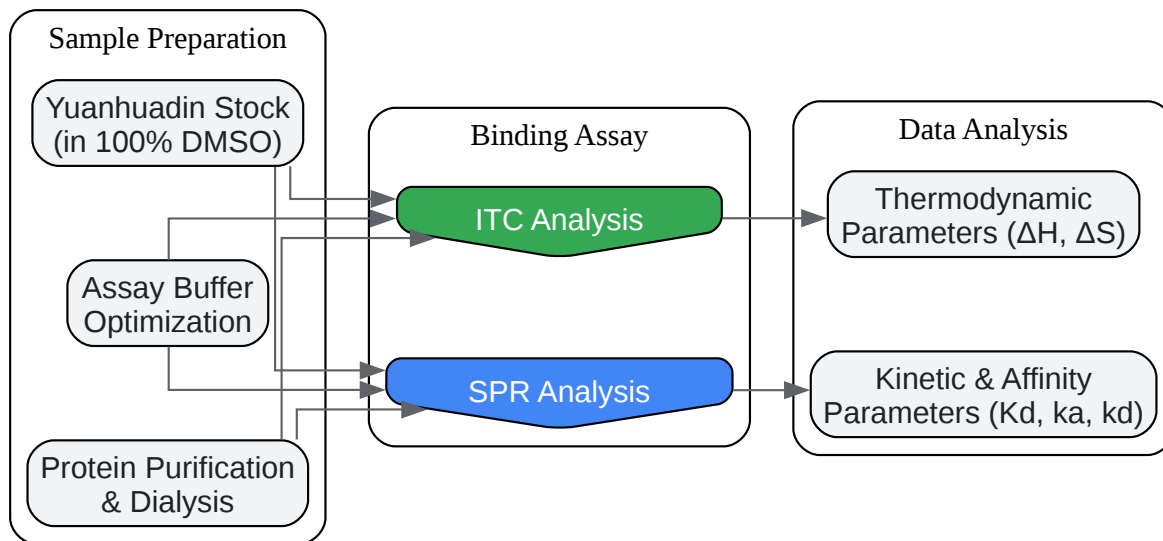 Sample Preparation
Yuanhuadin Stock
(in 100% DMSO)
Assay Buffer
Optimization
Protein Purification
& Dialysis
Binding Assay
ITC Analysis
SPR Analysis
Data Analysis
Thermodynamic
Parameters (ΔH, ΔS)
Kinetic & Affinity
Parameters (Kd, ka, kd)